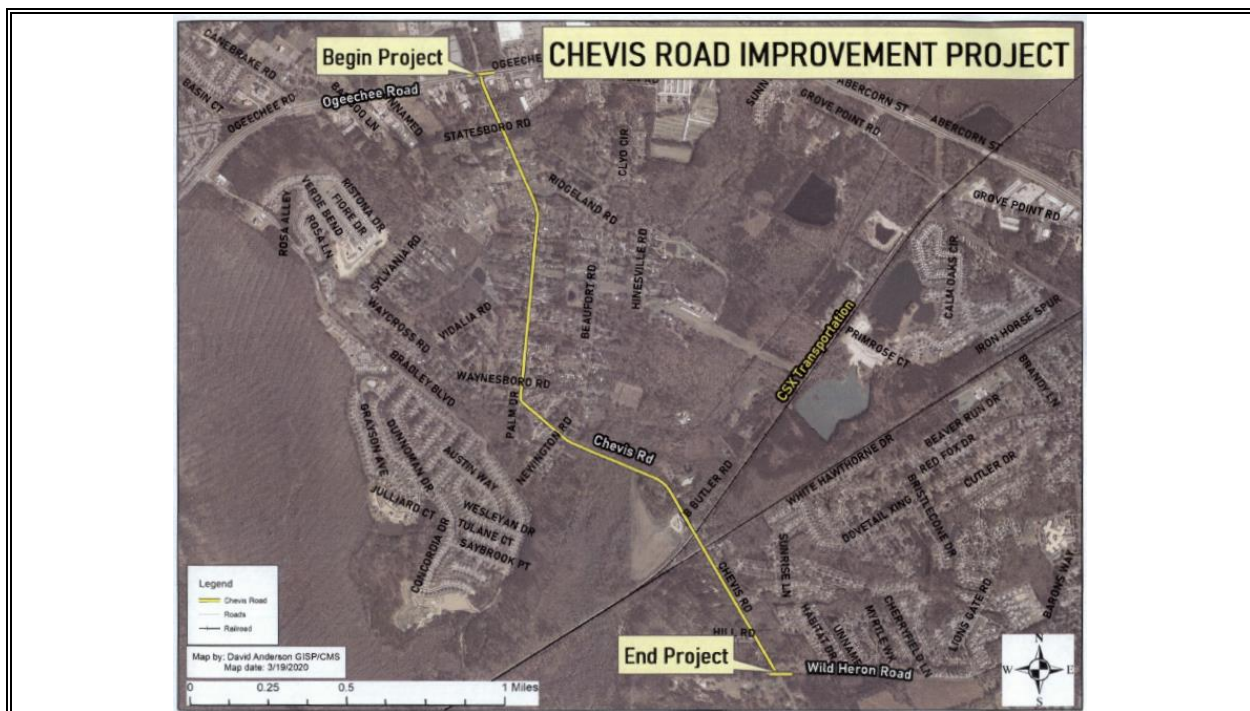 CHEVIS ROAD IMPROVEMENT PROJECT
Begin Project
CANEBRAKE RD
BASIN CT
OGEECHEE RD
Ogeechee Road
UNNAMED
STATESBORO RD
SUNN
GROVE POINT RD
ABERCORN ST
ABERCORN ST
CLYO CIR
RIDGELAND RD
GROVE POINT RD
ROSA ALLEY
VERDE BEND
RISTONA DR
FIORE DR
ROSA LN
SYLVANIA RD
HINESVILLE RD
BEAUFORT RD
CALM OAKS CIR
WAYCROSS RD
VIDALIA RD
CSX Transportation
PRIMROSE CT
IRON HORSE SPUR
BRADLEY BLVD
WAYNESBORO RD
PALM DR
NEWINGTON RD
Chevis Rd
BRANDY LN
BEAVER RUN DR
RED FOX DR
CUTLER DR
WHITE HAWTHORNE DR
GRAYSON AVE
DUNNOMAN DR
AUSTIN WAY
B BUTLER RD
BRISTLECONE DR
DOVETAIL XING
JULLIARD CT
WESLEYAN DR
TULANE CT
SAYBROOK PT
CONCORDIA DR
CHEVIS RD
SUNRISE LN
LIONS GATE RD
BARONS WAY
HABITAT DR
CHERRYFIELD LN
HILL RD
End Project
Wild Heron Road
Legend
Chevis Road
Roads
Railroad
Map by: David Anderson GISP/CMS
Map date: 3/19/2020
0 0.25 0.5 1 Miles
N
W E
S